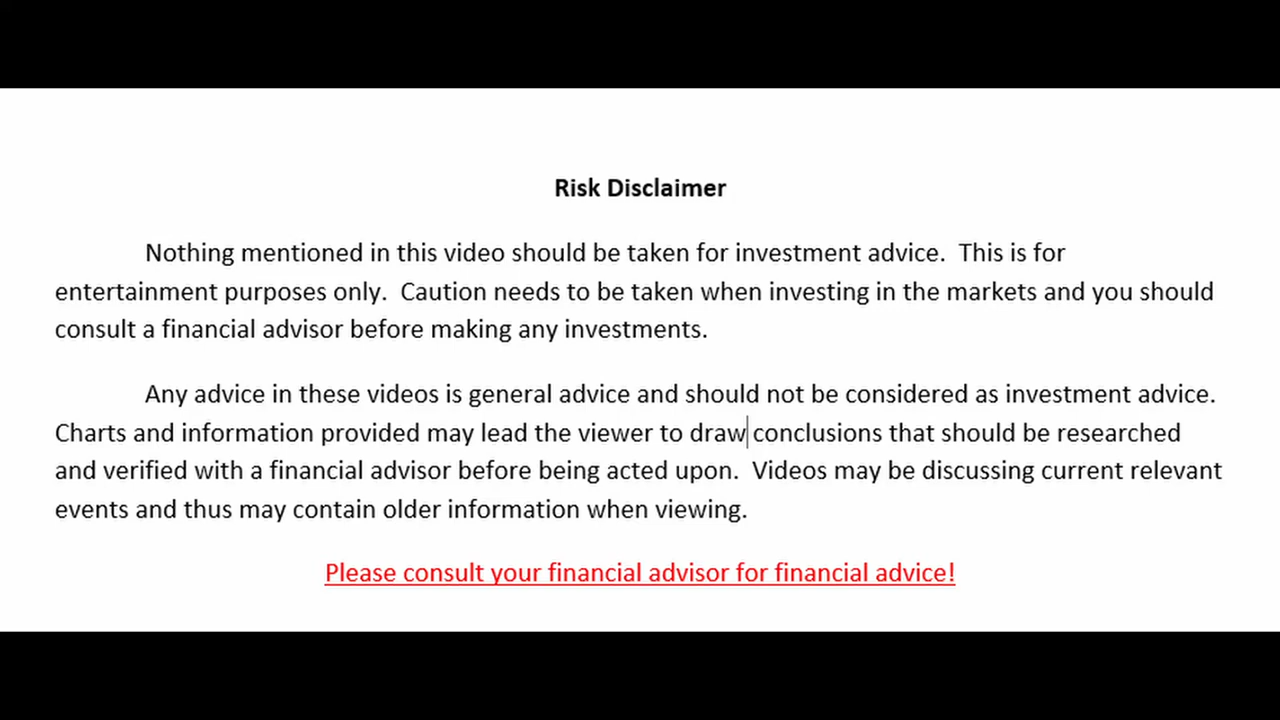 Risk Disclaimer
Nothing mentioned in this video should be taken for investment advice.  This is for
entertainment purposes only.  Caution needs to be taken when investing in the markets and you should
consult a financial advisor before making any investments.
Any advice in these videos is general advice and should not be considered as investment advice.
Charts and information provided may lead the viewer to draw conclusions that should be researched
and verified with a financial advisor before being acted upon.  Videos may be discussing current relevant
events and thus may contain older information when viewing.
Please consult your financial advisor for financial advice!